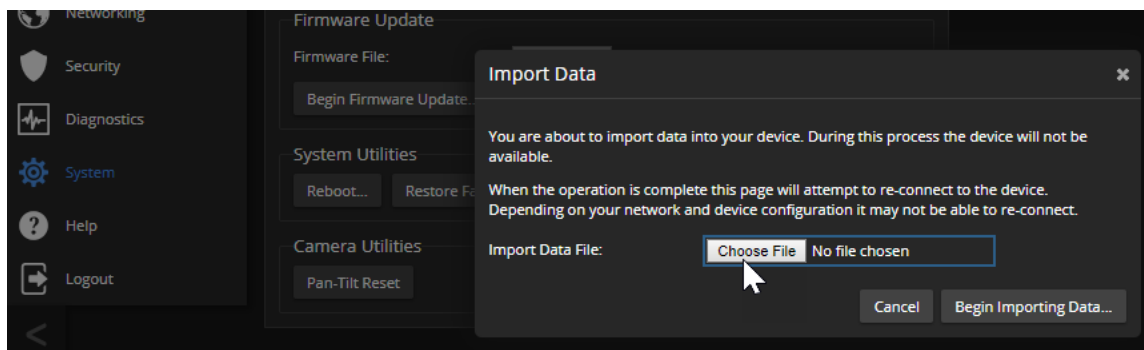 Networking
Security
Diagnostics
System
Help
Logout
Firmware Update
Firmware File:
Begin Firmware Update...
System Utilities
Reboot...
Restore Fa
Camera Utilities
Pan-Tilt Reset
Import Data
You are about to import data into your device. During this process the device will not be
available.
When the operation is complete this page will attempt to re-connect to the device.
Depending on your network and device configuration it may not be able to re-connect.
Import Data File:
Choose File No file chosen
Cancel
Begin Importing Data...